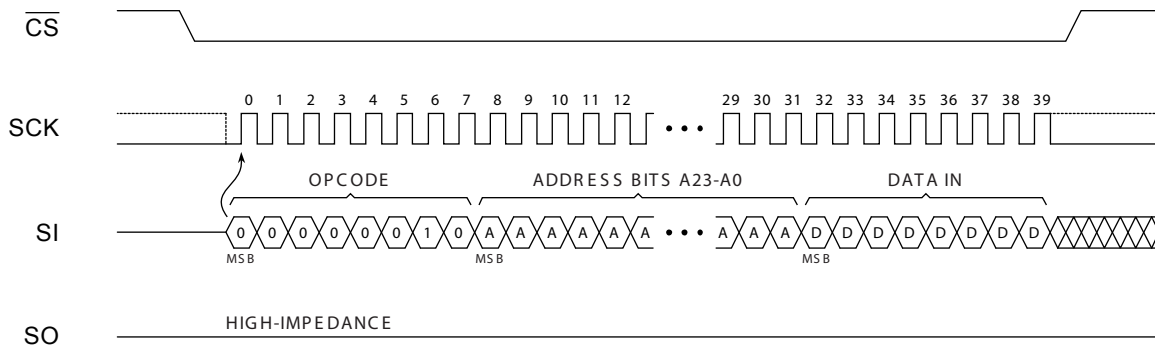 CS
0 1 2 3 4 5 6 7 8 9 10 11 12 29 30 31 32 33 34 35 36 37 38 39
SCK
OPCODE ADDRESS BITS A23-A0 DATA IN
SI 0 0 0 0 0 0 1 0 A A A A A A A A A D D D D D D D D
MSB MSB MSB
HIGH-IMPEDANCE
SO